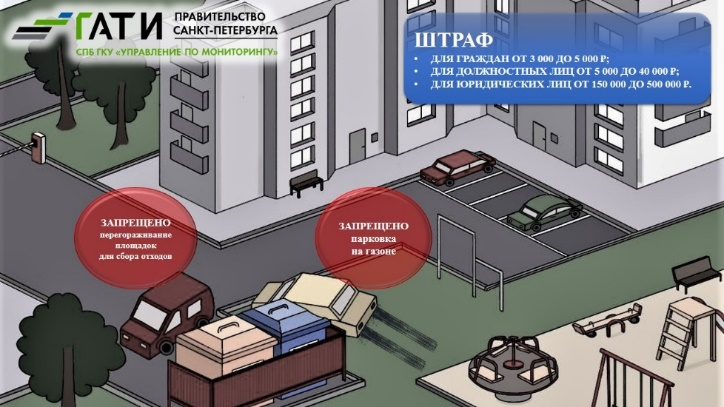 ГАТИ
ПРАВИТЕЛЬСТВО
САНКТ-ПЕТЕРБУРГА
СПБ ГКУ «УПРАВЛЕНИЕ ПО МОНИТОРИНГУ»
ШТРАФ
• ДЛЯ ГРАЖДАН ОТ 3 000 ДО 5 000 ₽;
• ДЛЯ ДОЛЖНОСТНЫХ ЛИЦ ОТ 5 000 ДО 40 000 ₽;
• ДЛЯ ЮРИДИЧЕСКИХ ЛИЦ ОТ 150 000 ДО 500 000 ₽.
ЗАПРЕЩЕНО
перегораживание
площадок
для сбора отходов
ЗАПРЕЩЕНО
парковка
на газоне